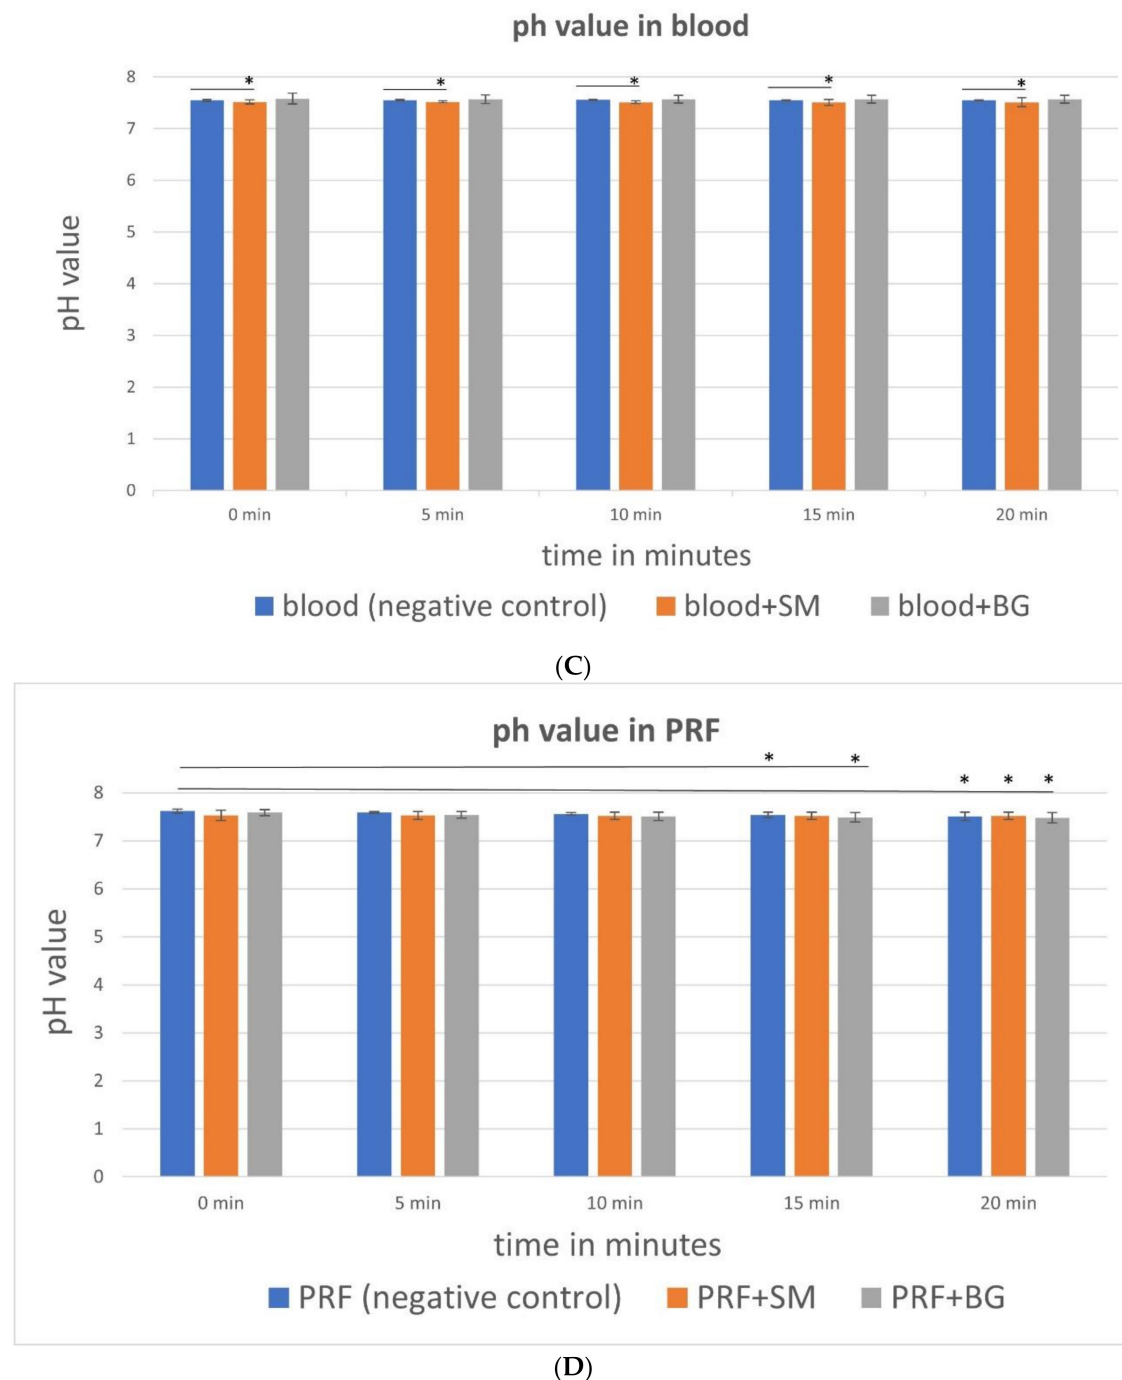 ph value in blood
*
*
*
*
*
8
7
6
5
4
3
2
1
0
pH value
0 min
5 min
10 min
15 min
20 min
time in minutes
blood (negative control)
blood+SM
blood+BG
(C)
ph value in PRF
* *
* * *
8
7
6
5
4
3
2
1
0
pH value
0 min
5 min
10 min
15 min
20 min
time in minutes
PRF (negative control)
PRF+SM
PRF+BG
(D)